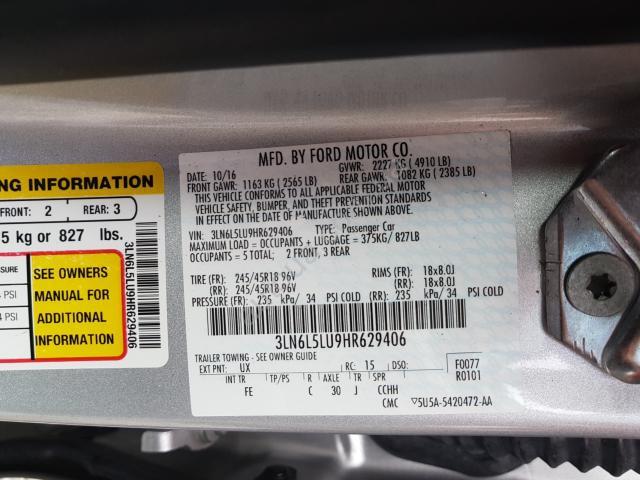 NG INFORMATION
FRONT: 2 REAR: 3
5 kg or 827 lbs.
SSURE
PSI
PSI
SEE OWNERS
MANUAL FOR
ADDITIONAL
INFORMATION
3LN6L5LU9HR629406
MFD. BY FORD MOTOR CO.
DATE: 10/16 GVWR: 2227 KG ( 4910 LB)
FRONT GAWR: 1163 KG ( 2565 LB) REAR GAWR: 1082 KG ( 2385 LB)
THIS VEHICLE CONFORMS TO ALL APPLICABLE FEDERAL MOTOR
VEHICLE SAFETY, BUMPER, AND THEFT PREVENTION STANDARDS
IN EFFECT ON THE DATE OF MANUFACTURE SHOWN ABOVE.
VIN: 3LN6L5LU9HR629406 TYPE: Passenger Car
MAXIMUM LOAD = OCCUPANTS + LUGGAGE = 375KG/ 827LB
OCCUPANTS = 5 TOTAL: 2 FRONT, 3 REAR
TIRE (FR): 245/45R18 96V RIMS (FR): 18x8.0J
(RR): 245/45R18 96V (RR): 18x8.0J
PRESSURE (FR): 235 kPa/ 34 PSI COLD (RR): 235 kPa/ 34 PSI COLD
3LN6L5LU9HR629406
TRAILER TOWING - SEE OWNER GUIDE
EXT PNT: UX RC: 15 DSO: F0077
R0101
INT TR TP/PS R AXLE TR SPR
FE C 30 J CCHH
CMC ▽5U5A-5420472-AA